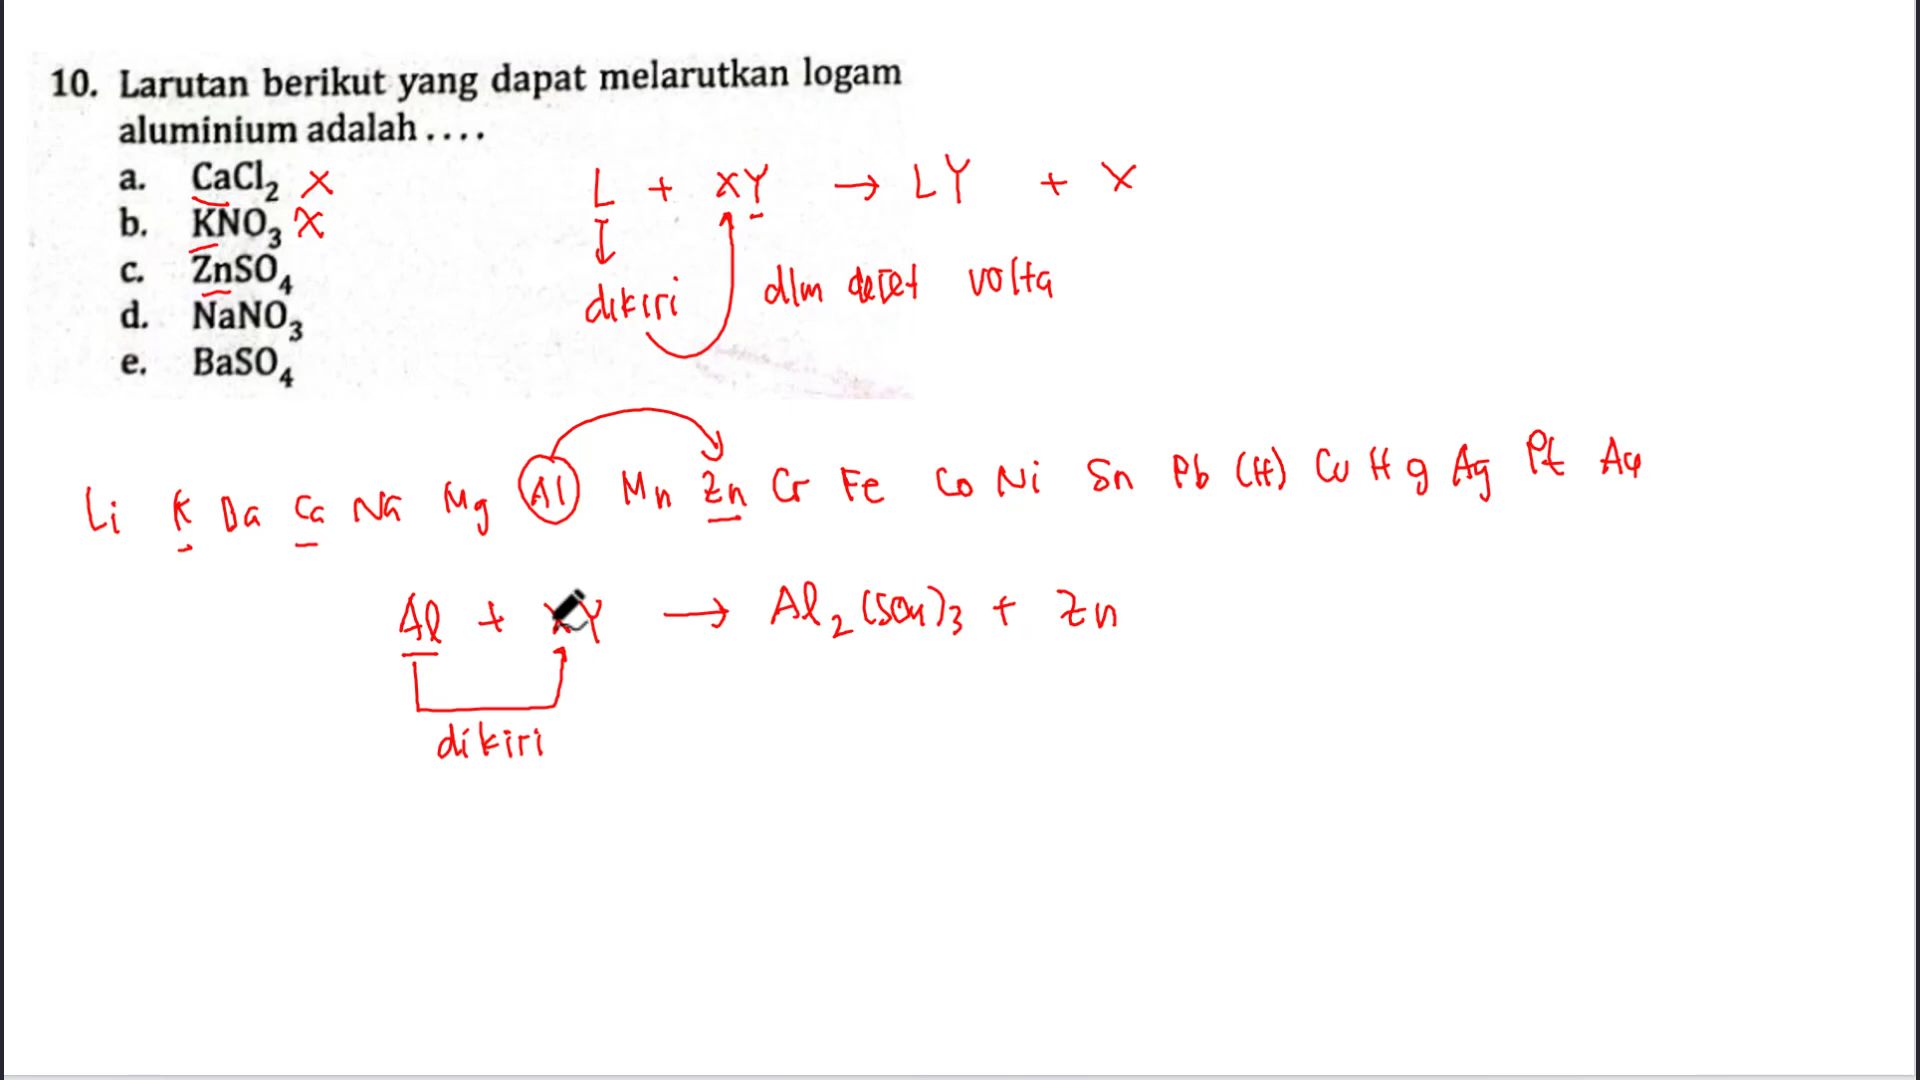 10. Larutan berikut yang dapat melarutkan logam
aluminium adalah ....
a. CaCl₂ X
b. KNO₃ X
c. ZnSO₄
d. NaNO₃
e. BaSO₄
L + XY → LY + X
dikiri dlm deret volta
Li K Ba Ca Na Mg Al Mn Zn Cr Fe Co Ni Sn Pb (H) Cu Hg Ag Pt Au
Al + XY → Al₂(SO₄)₃ + Zn
dikiri